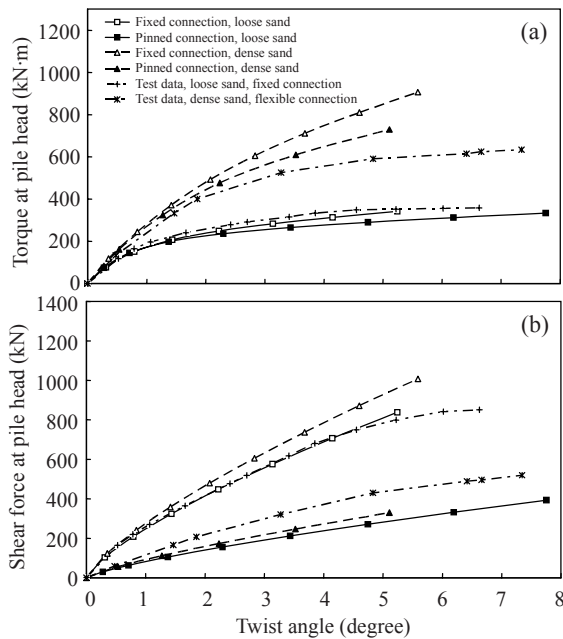 Fixed connection, loose sand
Pinned connection, loose sand
Fixed connection, dense sand
Pinned connection, dense sand
Test data, loose sand, fixed connection
Test data, dense sand, flexible connection
(a)
Torque at pile head (kN·m)
1200
1000
800
600
400
200
0
(b)
Shear force at pile head (kN)
1400
1200
1000
800
600
400
200
0
0 1 2 3 4 5 6 7 8
Twist angle (degree)